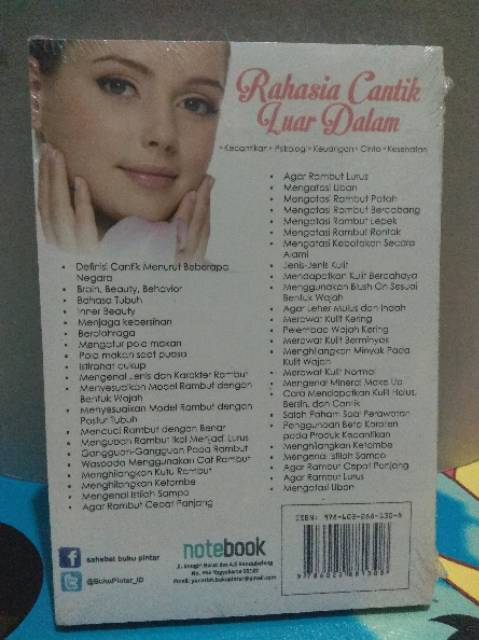 Rahasia Cantik
Luar Dalam
• Kecantikan • Psikologi • Keuangan • Cinta • Kesehatan
• Definisi Cantik Menurut Beberapa
Negara
• Brain, Beauty, Behavior
• Bahasa Tubuh
• Inner Beauty
• Menjaga kebersihan
• Berolahraga
• Mengatur pola makan
• Pola makan saat puasa
• Istirahat cukup
• Mengenal Jenis dan Karakter Rambut
• Menyesuaikan Model Rambut dengan
Bentuk Wajah
• Menyesuaikan Model Rambut dengan
Postur Tubuh
• Mencuci Rambut dengan Benar
• Mengubah Rambut Ikal Menjadi Lurus
• Gangguan-Gangguan Pada Rambut
• Waspada Menggunakan Cat Rambut
• Menghilangkan Kutu Rambut
• Menghilangkan Ketombe
• Mengenal Istilah Sampo
• Agar Rambut Cepat Panjang
• Agar Rambut Lurus
• Mengatasi Uban
• Mengatasi Rambut Patah
• Mengatasi Rambut Bercabang
• Mengatasi Rambut Lepek
• Mengatasi Rambut Rontok
• Mengatasi Kebotakan Secara
Alami
• Jenis-Jenis Kulit
• Mendapatkan Kulit Bercahaya
• Menggunakan Blush On Sesuai
Bentuk Wajah
• Agar Leher Mulus dan Indah
• Merawat Kulit Kering
• Pelembap Wajah Kering
• Merawat Kulit Berminyak
• Menghilangkan Minyak Pada
Kulit Wajah
• Merawat Kulit Normal
• Mengenal Mineral Make Up
• Cara Mendapatkan Kulit Halus,
Bersih, dan Cantik
• Salah Paham Soal Perawatan
• Penggunaan Beta Karoten
pada Produk Kecantikan
• Menghilangkan Ketombe
• Mengenal Istilah Sampo
• Agar Rambut Cepat Panjang
• Agar Rambut Lurus
• Mengatasi Uban
sahabat buku pintar
@BukuPintar_ID
notebook
Yogyakarta
ISBN: